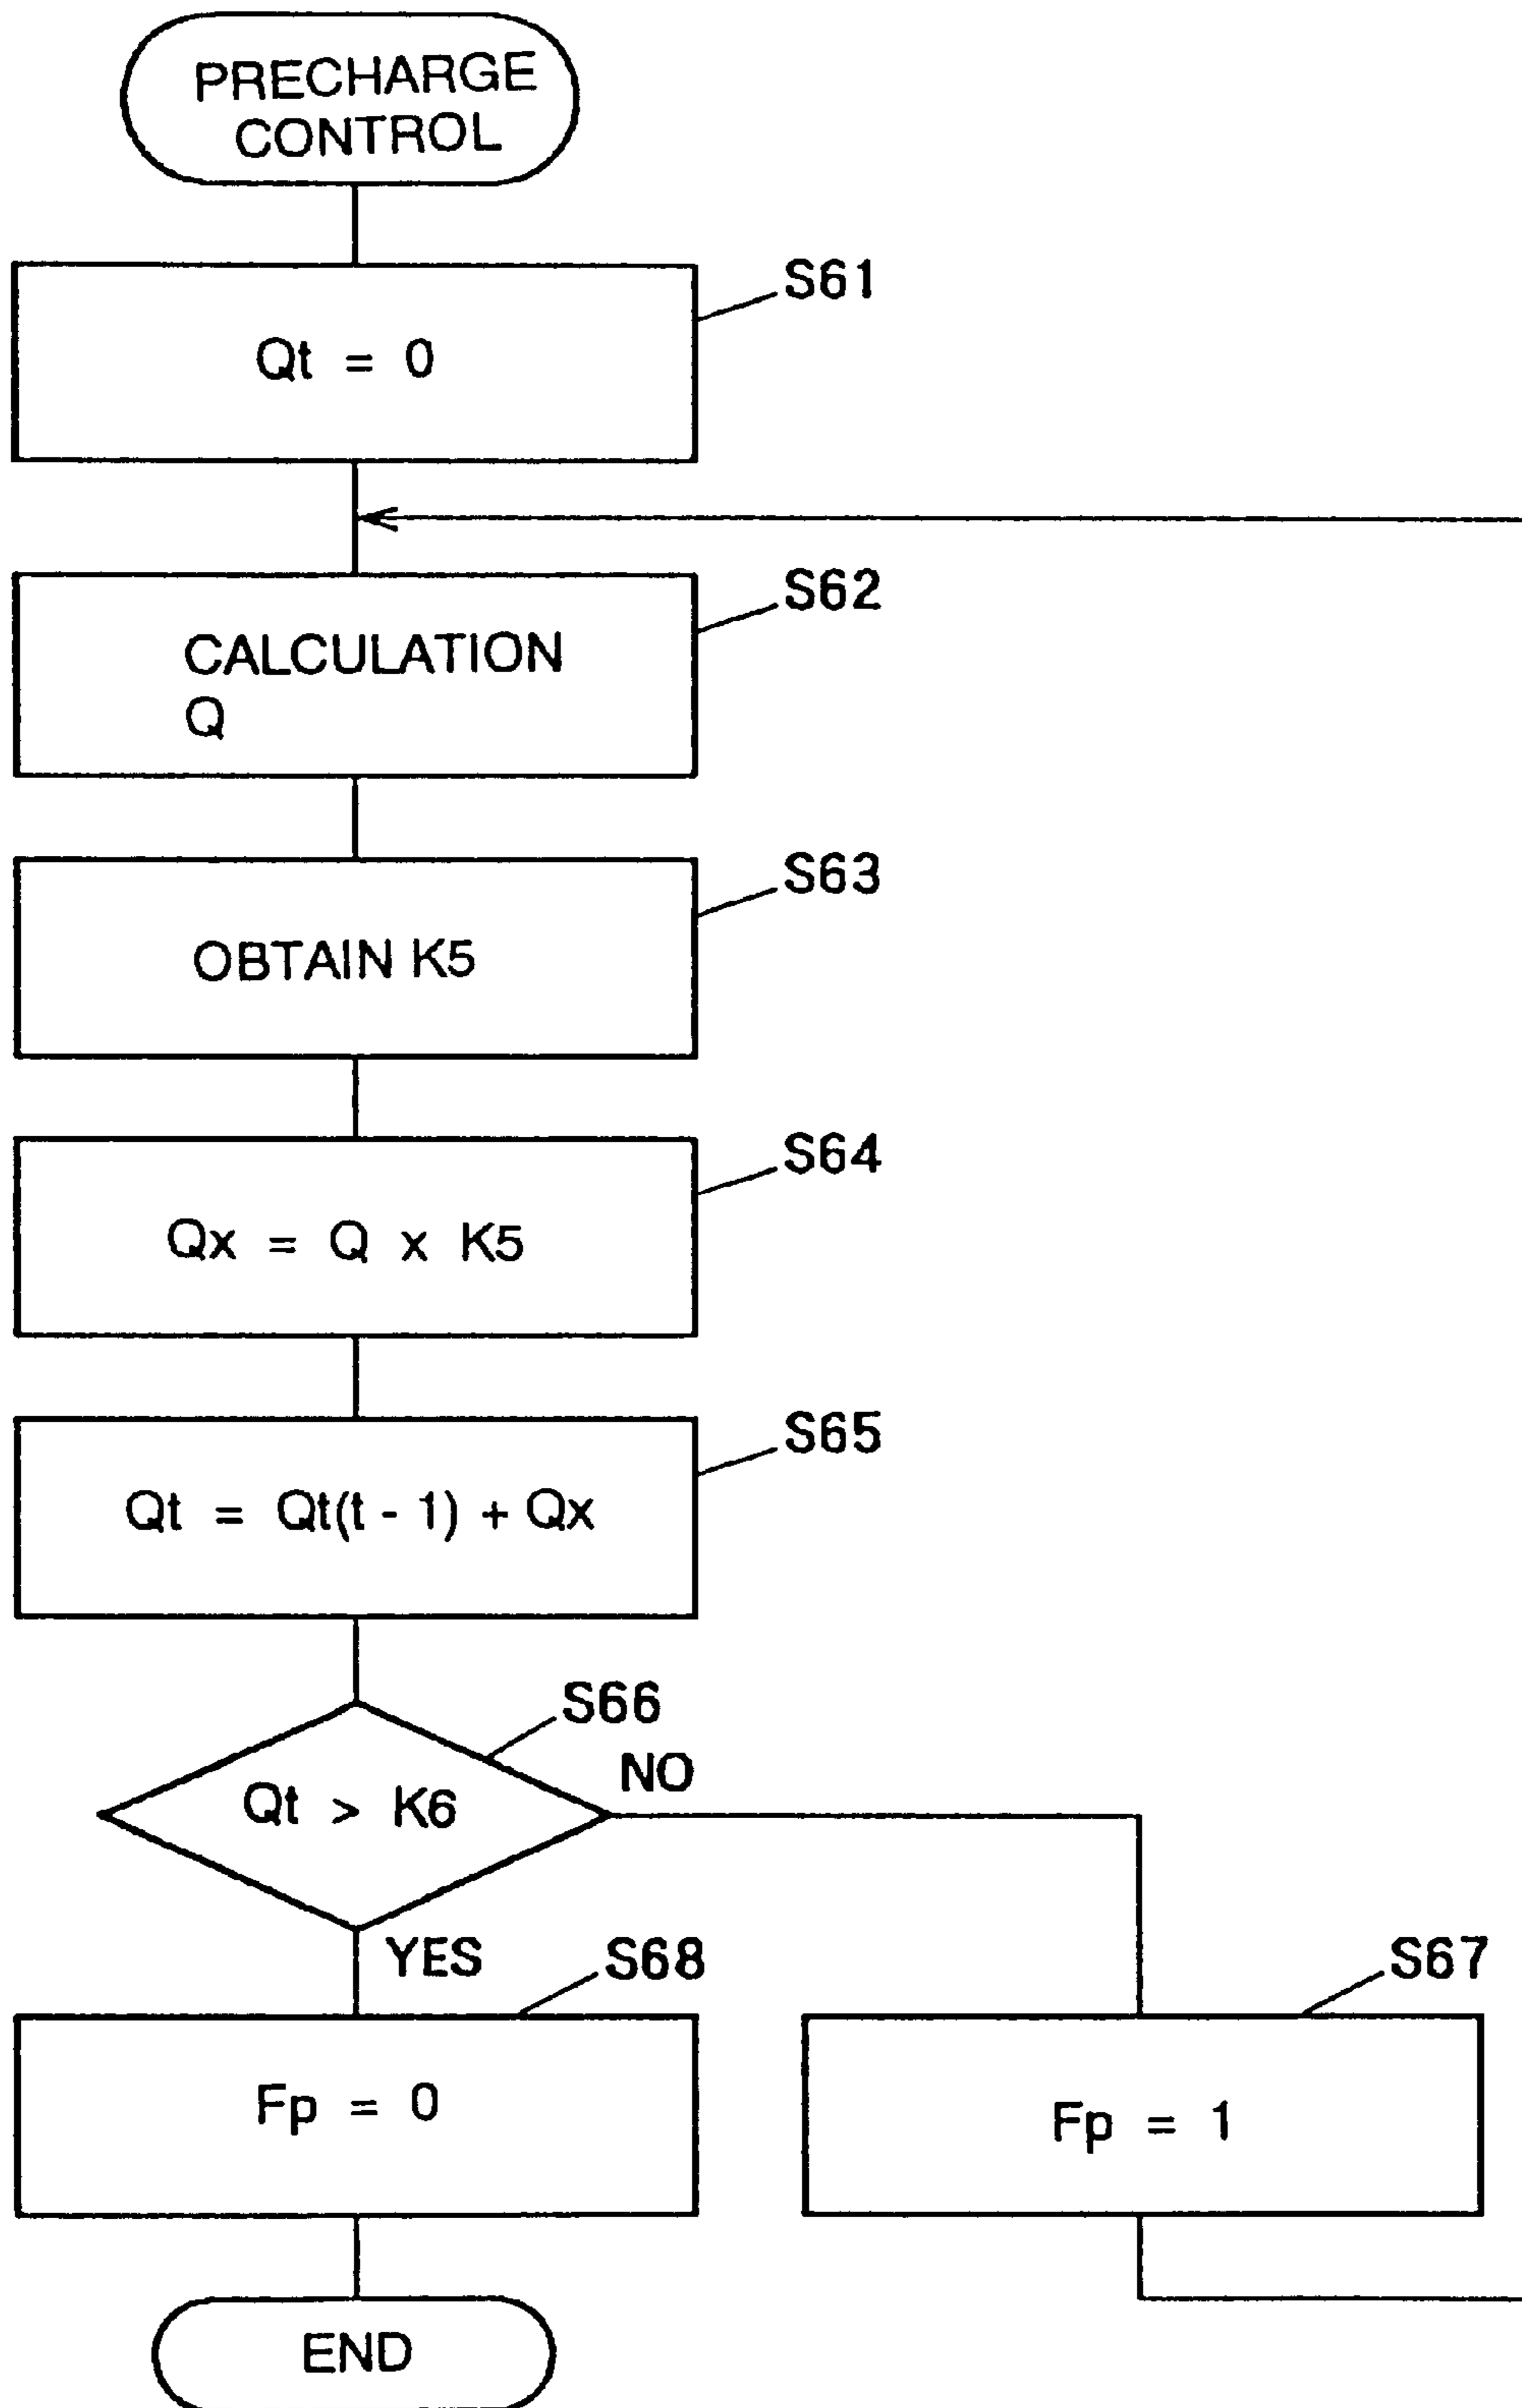 PRECHARGE
CONTROL
S61
Qt = 0
S62
CALCULATION
Q
S63
OBTAIN K5
S64
Qx = Q x K5
S65
Qt = Qt(t - 1) + Qx
S66
NO
Qt > K6
YES
S68
S67
Fp = 0
Fp = 1
END